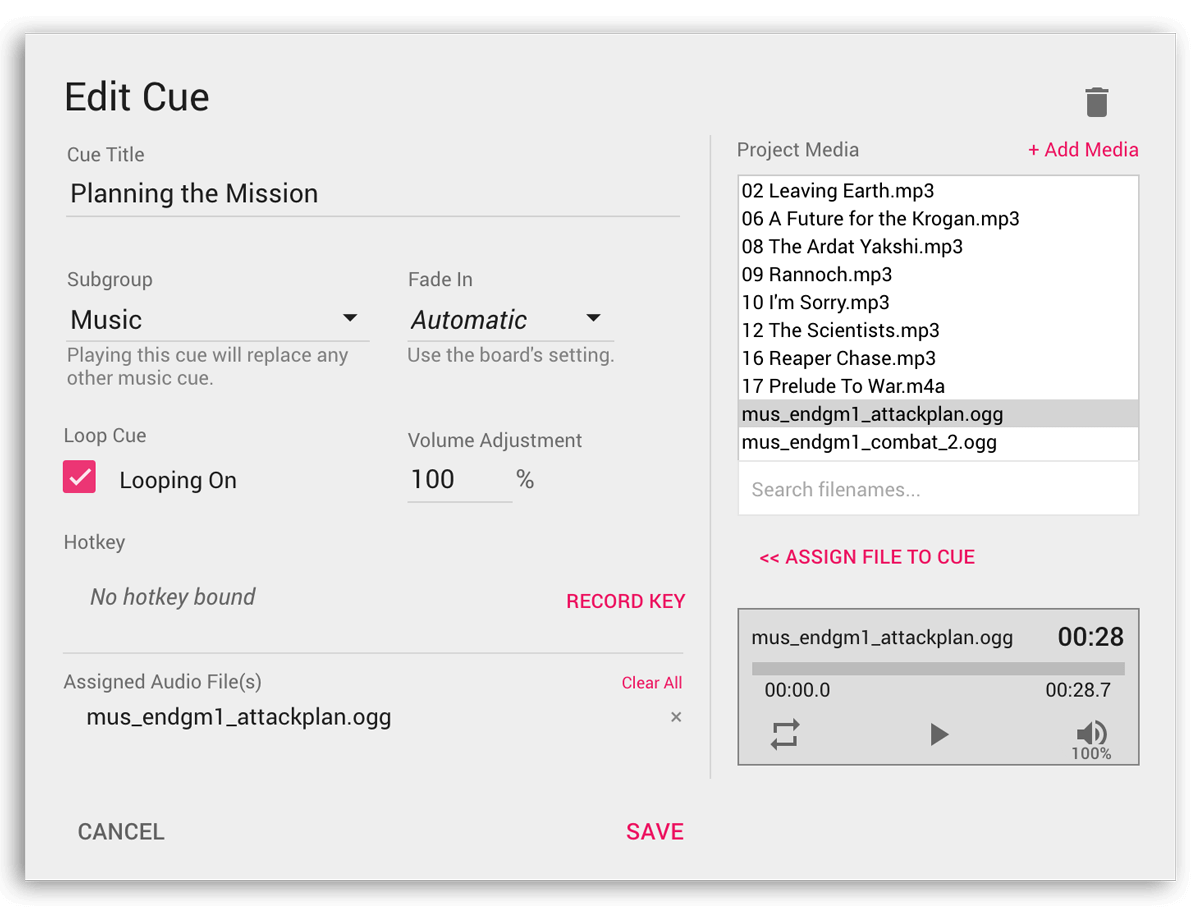 Edit Cue
Cue Title
Planning the Mission
Subgroup
Music
Playing this cue will replace any
other music cue.
Fade In
Automatic
Use the board's setting.
Loop Cue
Looping On
Volume Adjustment
100 %
Hotkey
No hotkey bound
RECORD KEY
Assigned Audio File(s)
Clear All
mus_endgm1_attackplan.ogg ×
CANCEL
SAVE
Project Media
+ Add Media
02 Leaving Earth.mp3
06 A Future for the Krogan.mp3
08 The Ardat Yakshi.mp3
09 Rannoch.mp3
10 I'm Sorry.mp3
12 The Scientists.mp3
16 Reaper Chase.mp3
17 Prelude To War.m4a
mus_endgm1_attackplan.ogg
mus_endgm1_combat_2.ogg
Search filenames...
<< ASSIGN FILE TO CUE
mus_endgm1_attackplan.ogg 00:28
00:00.0 00:28.7
100%